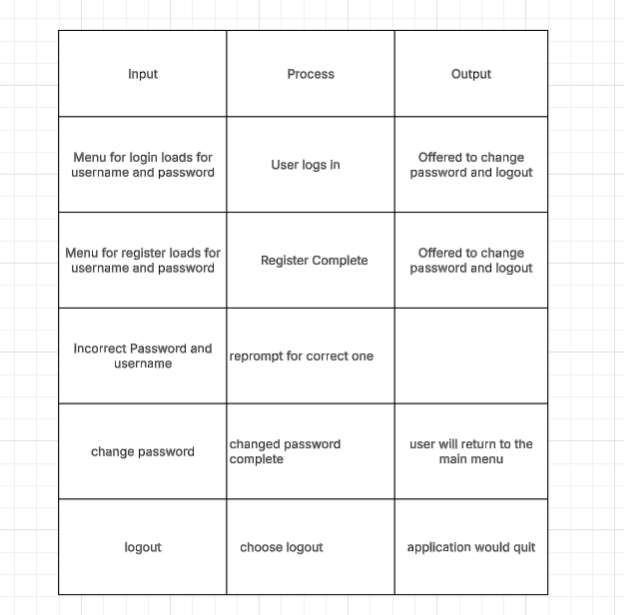 Input
Process
Output
Menu for login loads for
username and password
User logs in
Offered to change
password and logout
Menu for register loads for
username and password
Register Complete
Offered to change
password and logout
Incorrect Password and
username
reprompt for correct one
change password
changed password
complete
user will return to the
main menu
logout
choose logout
application would quit